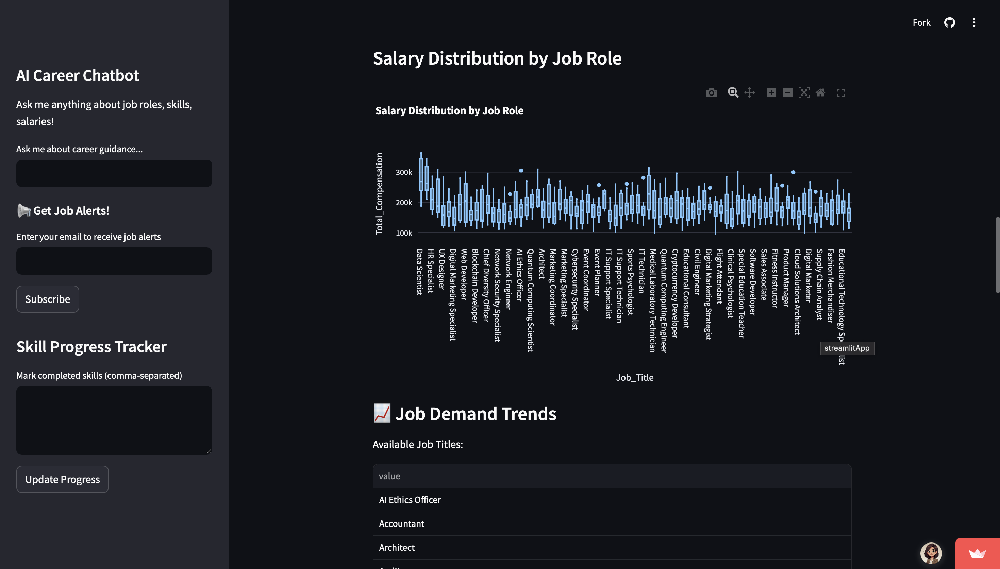 Fork
AI Career Chatbot
Ask me anything about job roles, skills,
salaries!
Ask me about career guidance...
📢 Get Job Alerts!
Enter your email to receive job alerts
Subscribe
Skill Progress Tracker
Mark completed skills (comma-separated)
Update Progress
Salary Distribution by Job Role
Salary Distribution by Job Role
Total_Compensation
300k
200k
100k
Data Scientist
HR Specialist
UX Designer
Digital Marketing Specialist
Web Developer
Blockchain Developer
Chief Diversity Officer
Network Security Specialist
Network Engineer
AI Ethics Officer
Quantum Computing Scientist
Architect
Marketing Coordinator
Marketing Specialist
Cybersecurity Specialist
Event Coordinator
Event Planner
IT Support Specialist
IT Support Technician
Sports Psychologist
IT Technician
Medical Laboratory Technician
Quantum Computing Engineer
Cryptocurrency Developer
Educational Consultant
Civil Engineer
Digital Marketing Strategist
Flight Attendant
Clinical Psychologist
Special Education Teacher
Software Developer
Sales Associate
Fitness Instructor
Product Manager
Cloud Solutions Architect
Digital Marketer
Supply Chain Analyst
Fashion Merchandiser
Educational Technology
streamlitApp
Job_Title
📈 Job Demand Trends
Available Job Titles:
value
AI Ethics Officer
Accountant
Architect